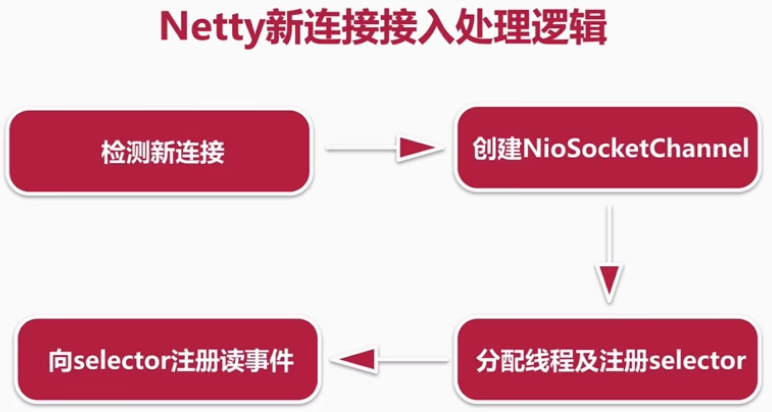 Netty新连接接入处理逻辑
检测新连接
创建NioSocketChannel
分配线程及注册selector
向selector注册读事件